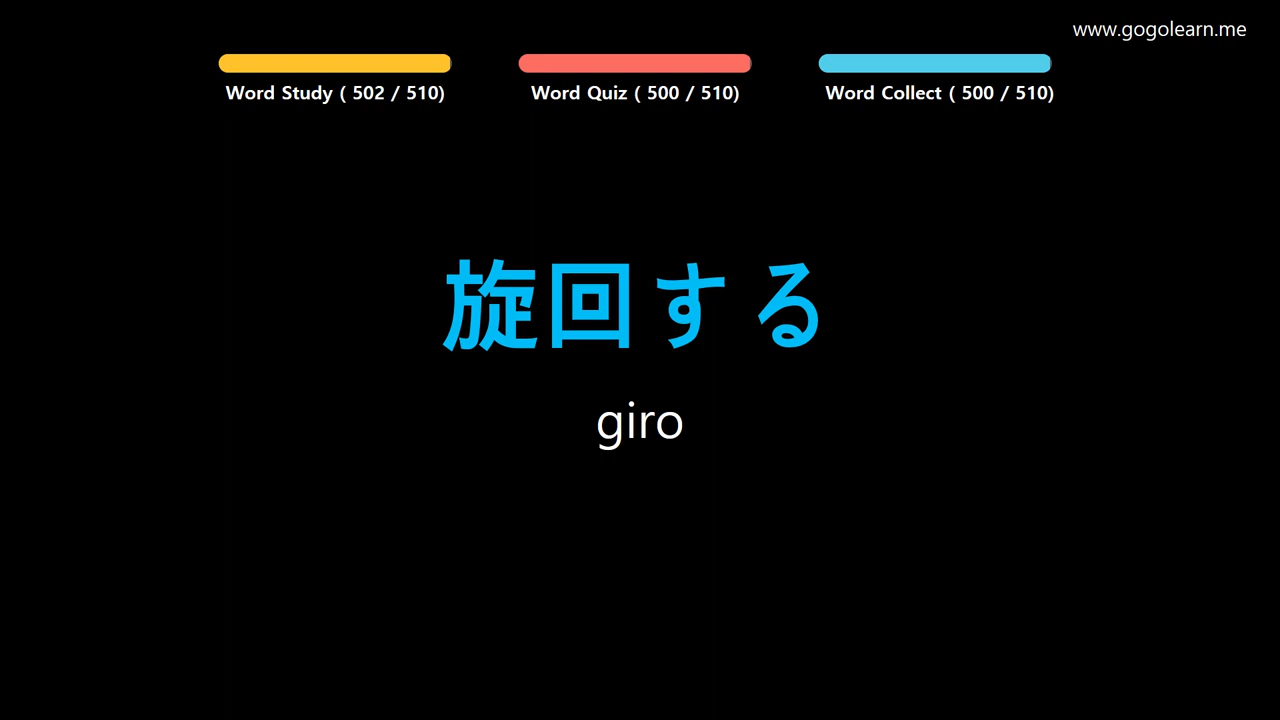 www.gogolearn.me
Word Study ( 502 / 510)
Word Quiz ( 500 / 510)
Word Collect ( 500 / 510)
旋回する
giro